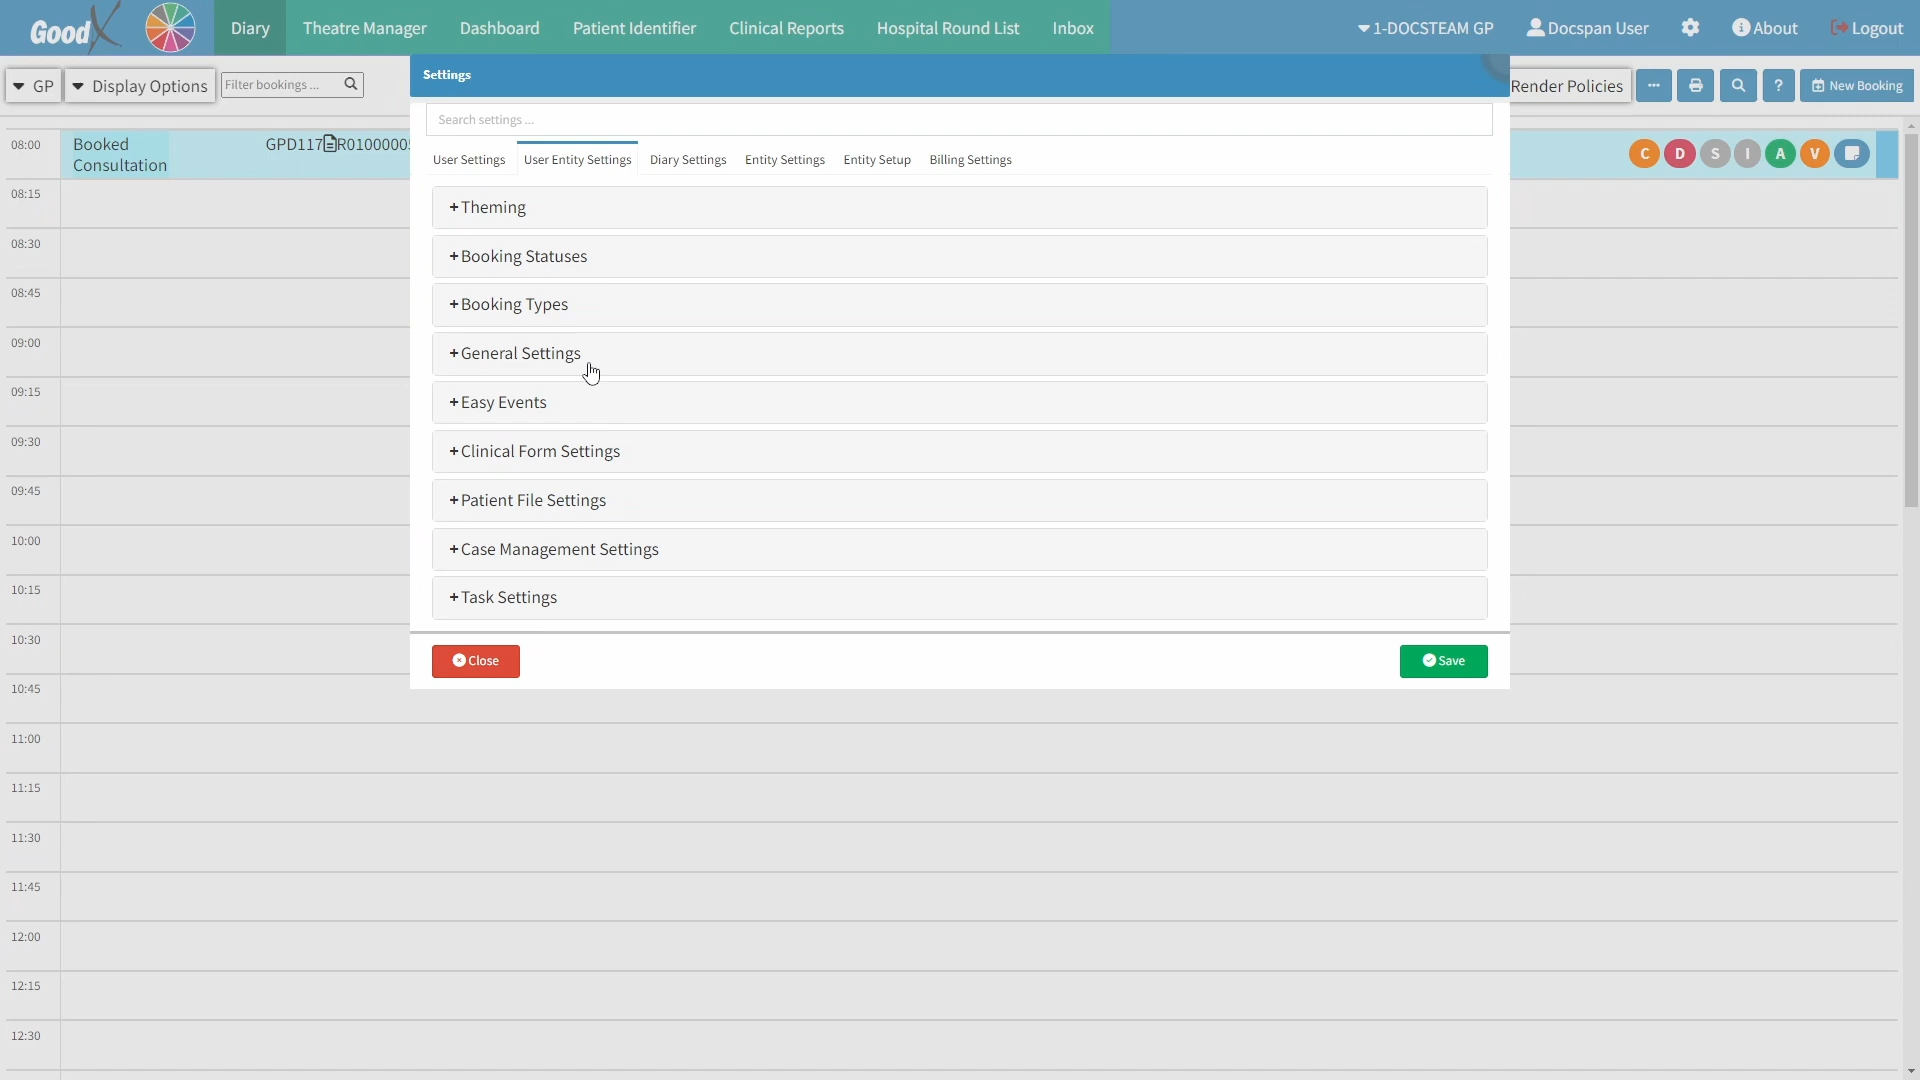 GoodX
Diary
Theatre Manager
Dashboard
Patient Identifier
Clinical Reports
Hospital Round List
Inbox
1-DOCSTEAM GP
Docspan User
About
Logout
GP
Display Options
Filter bookings ...
Render Policies
?
New Booking
Settings
Search settings ...
User Settings
User Entity Settings
Diary Settings
Entity Settings
Entity Setup
Billing Settings
+Theming
+Booking Statuses
+Booking Types
+General Settings
+Easy Events
+Clinical Form Settings
+Patient File Settings
+Case Management Settings
+Task Settings
Close
Save
08:00
Booked
Consultation
GPD117
R0100000
C
D
S
I
A
V
08:15
08:30
08:45
09:00
09:15
09:30
09:45
10:00
10:15
10:30
10:45
11:00
11:15
11:30
11:45
12:00
12:15
12:30